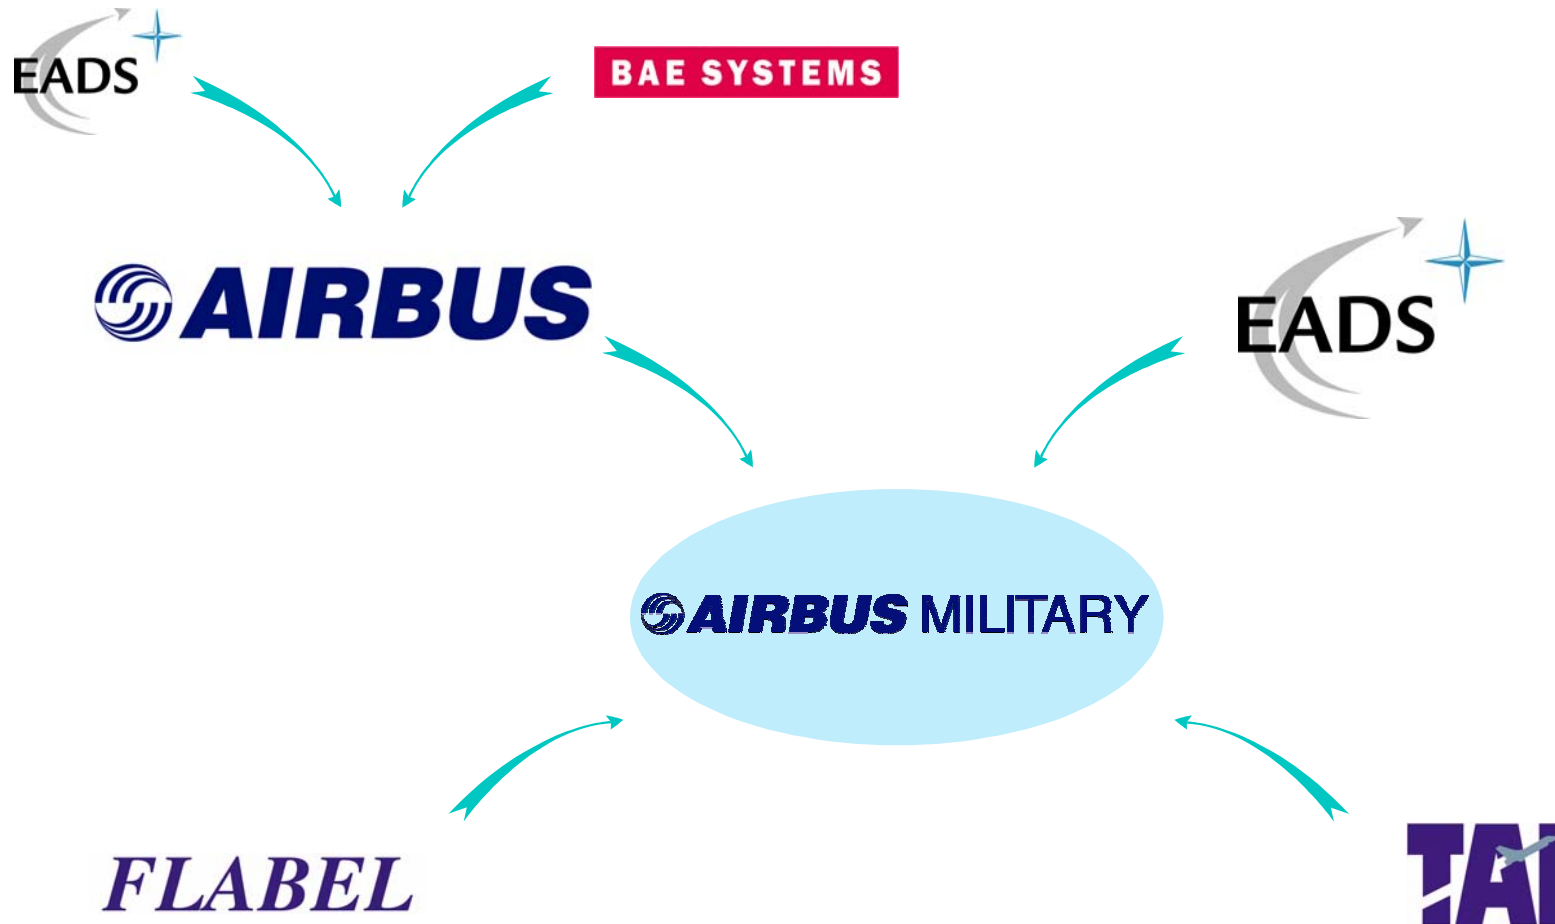 EADS
BAE SYSTEMS
AIRBUS
EADS
AIRBUS MILITARY
FLABEL